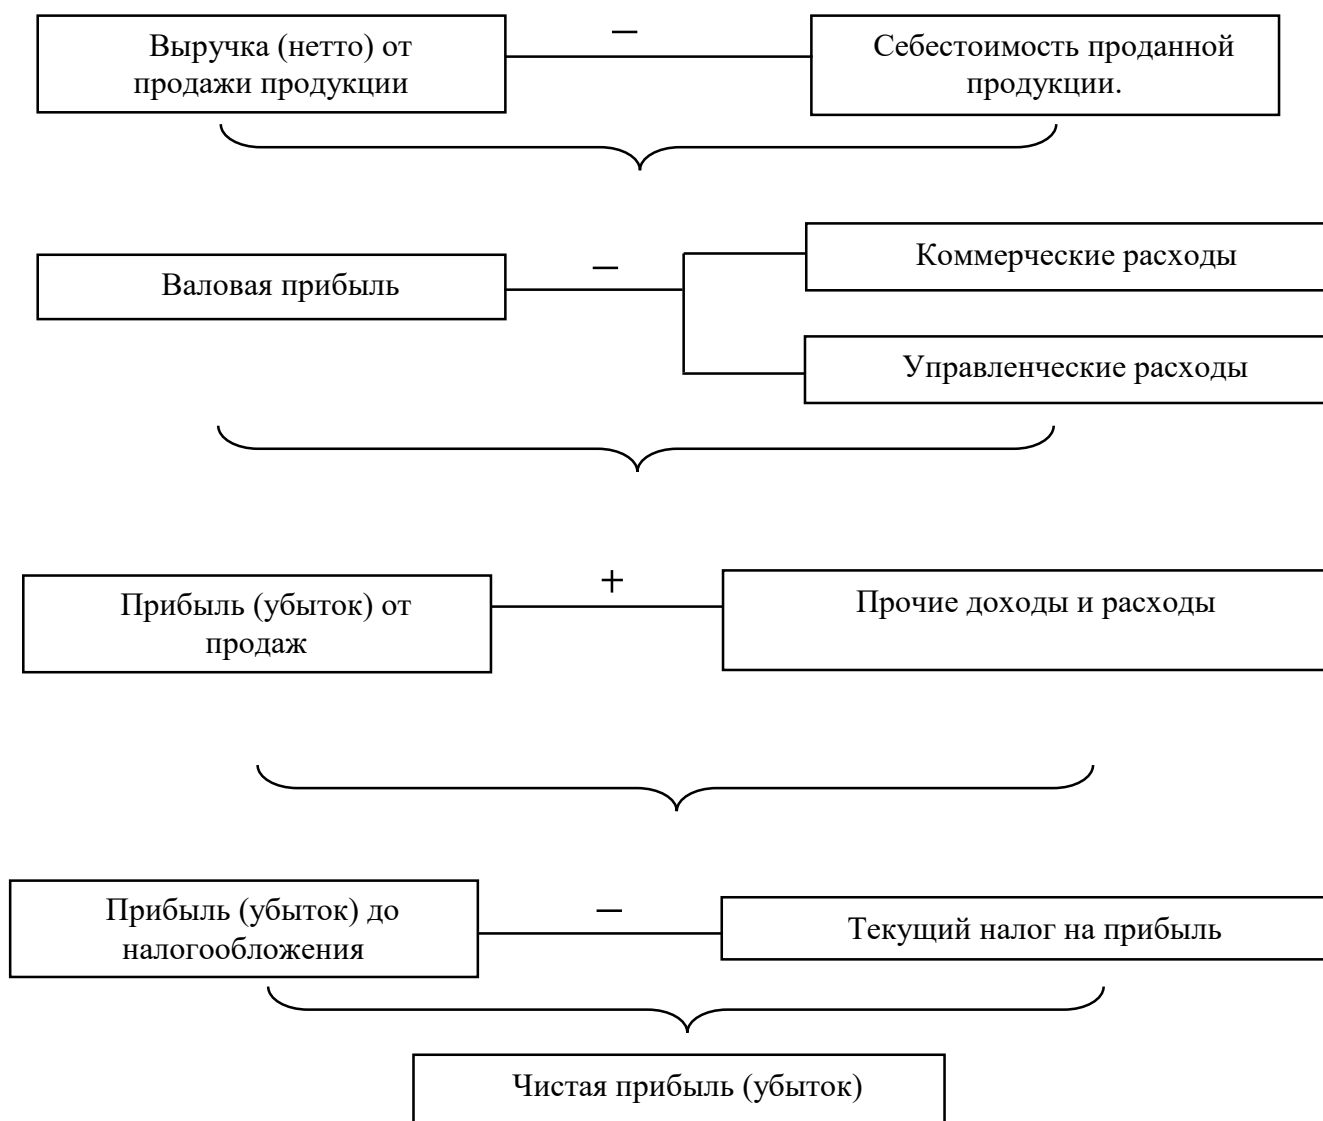 Выручка (нетто) от
продажи продукции
–
Себестоимость проданной
продукции.
Валовая прибыль
–
Коммерческие расходы
Управленческие расходы
Прибыль (убыток) от
продаж
+
Прочие доходы и расходы
Прибыль (убыток) до
налогообложения
–
Текущий налог на прибыль
Чистая прибыль (убыток)